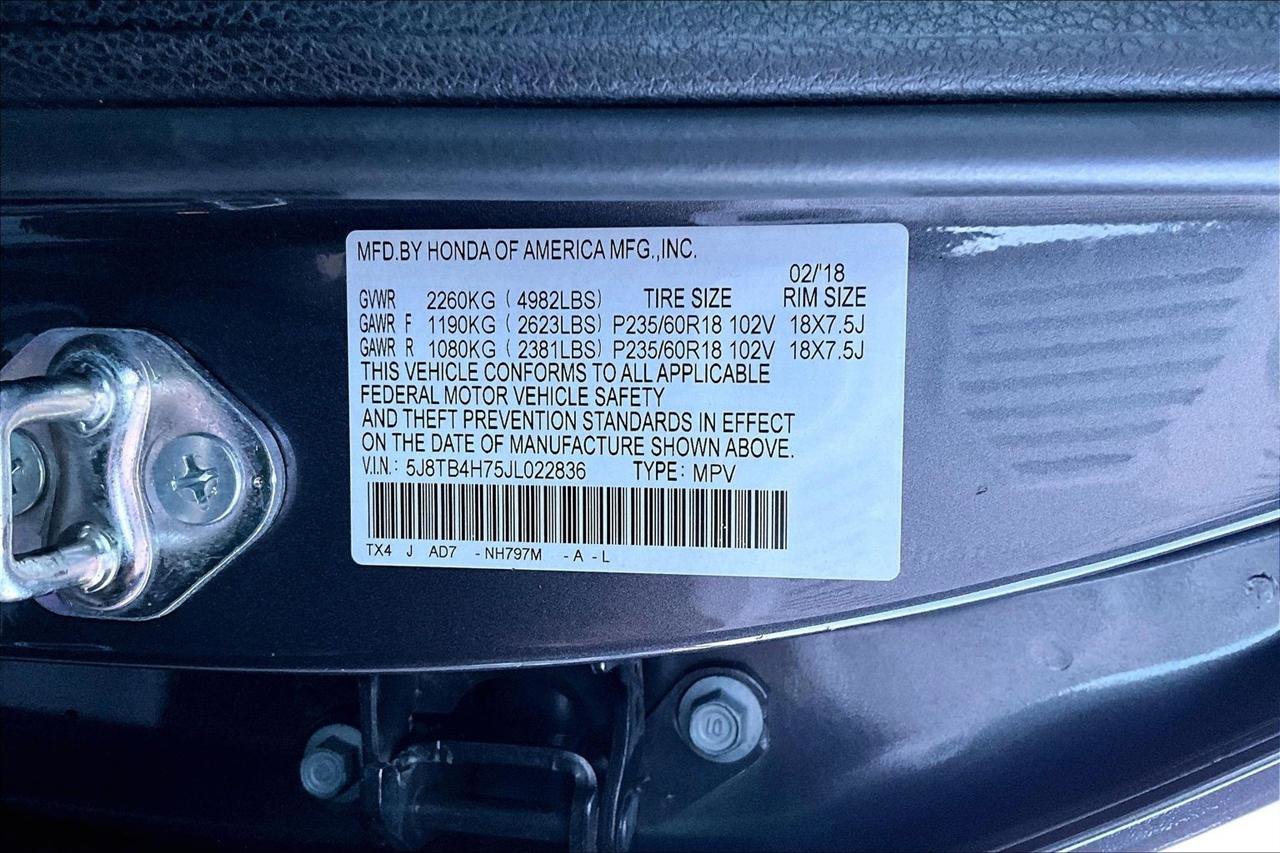 MFD.BY HONDA OF AMERICA MFG.,INC.
02/'18
GVWR 2260KG ( 4982LBS) TIRE SIZE RIM SIZE
GAWR F 1190KG ( 2623LBS) P235/60R18 102V 18X7.5J
GAWR R 1080KG ( 2381LBS) P235/60R18 102V 18X7.5J
THIS VEHICLE CONFORMS TO ALL APPLICABLE
FEDERAL MOTOR VEHICLE SAFETY
AND THEFT PREVENTION STANDARDS IN EFFECT
ON THE DATE OF MANUFACTURE SHOWN ABOVE.
V.I.N.: 5J8TB4H75JL022836 TYPE: MPV
TX4 J AD7 -NH797M -A -L
10